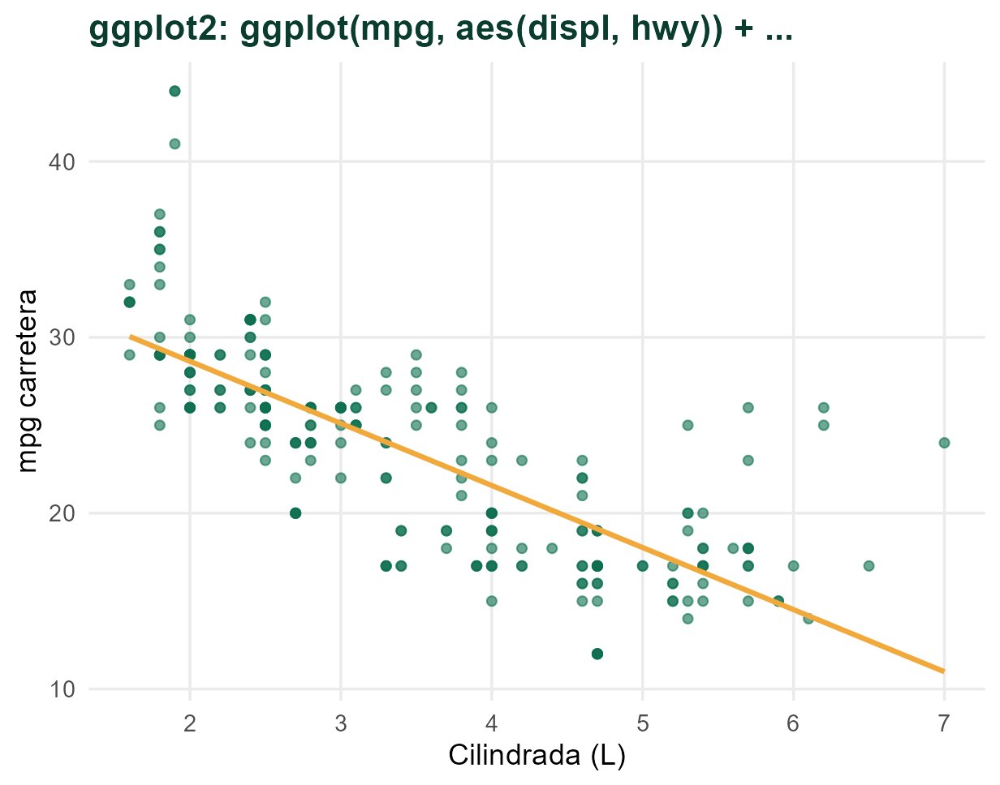 ggplot2: ggplot(mpg, aes(displ, hwy)) + ...
mpg carretera
40
30
20
10
2 3 4 5 6 7
Cilindrada (L)